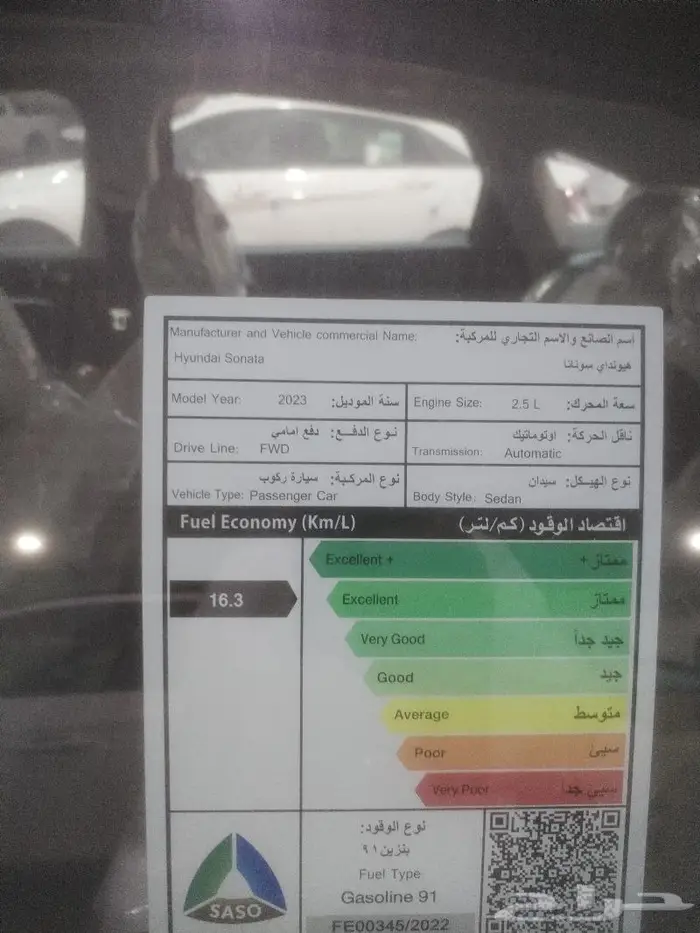 Manufacturer and Vehicle commercial Name: أسم الصانع والاسم التجاري للمركبة:
Hyundai Sonata هيونداي سوناتا
Model Year: 2023 سنة الموديل:
Engine Size: 2.5 L سعة المحرك:
نوع الدفـع: دفع امامي
Drive Line: FWD
ناقل الحركة: اوتوماتيك
Transmission: Automatic
نوع المركبة: سيارة ركوب
Vehicle Type: Passenger Car
نوع الهيكل: سيدان
Body Style: Sedan
Fuel Economy (Km/L) اقتصاد الوقود (كم/لتر)
Excellent + ممتاز +
16.3
Excellent ممتاز
Very Good جيد جداً
Good جيد
Average متوسط
Poor سيئ
Very Poor سيئ جداً
نوع الوقود:
بنزين ٩١
Fuel Type
Gasoline 91
FE00345/2022
SASO
حراج